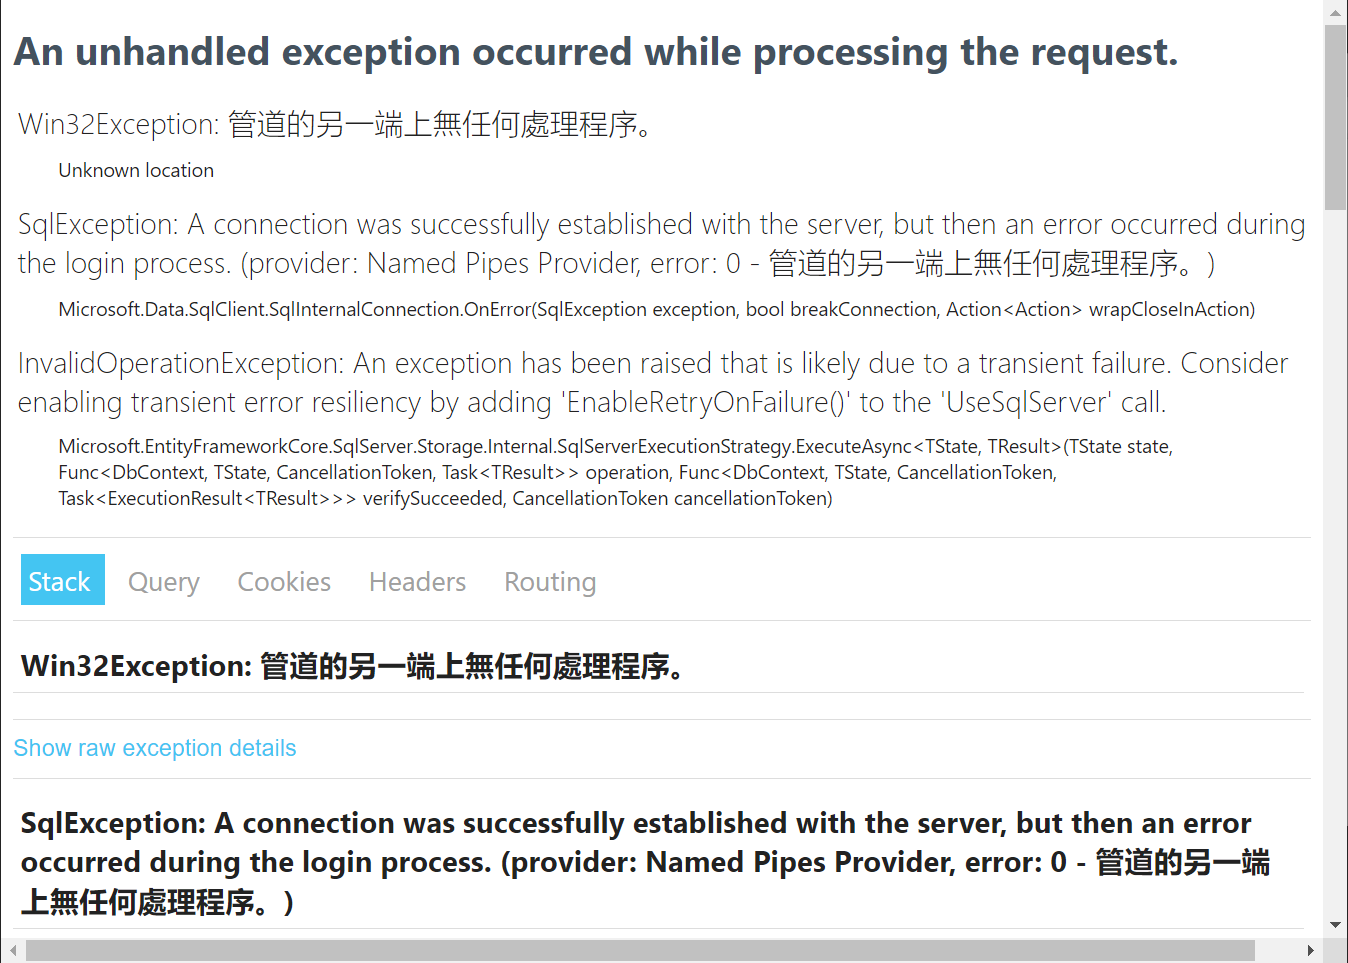 An unhandled exception occurred while processing the request.
Win32Exception: 管道的另一端上無任何處理程序。
Unknown location
SqlException: A connection was successfully established with the server, but then an error occurred during
the login process. (provider: Named Pipes Provider, error: 0 - 管道的另一端上無任何處理程序。)
Microsoft.Data.SqlClient.SqlInternalConnection.OnError(SqlException exception, bool breakConnection, Action<Action> wrapCloseInAction)
InvalidOperationException: An exception has been raised that is likely due to a transient failure. Consider
enabling transient error resiliency by adding 'EnableRetryOnFailure()' to the 'UseSqlServer' call.
Microsoft.EntityFrameworkCore.SqlServer.Storage.Internal.SqlServerExecutionStrategy.ExecuteAsync<TState, TResult>(TState state,
Func<DbContext, TState, CancellationToken, Task<TResult>> operation, Func<DbContext, TState, CancellationToken,
Task<ExecutionResult<TResult>>> verifySucceeded, CancellationToken cancellationToken)
Stack Query Cookies Headers Routing
Win32Exception: 管道的另一端上無任何處理程序。
Show raw exception details
SqlException: A connection was successfully established with the server, but then an error
occurred during the login process. (provider: Named Pipes Provider, error: 0 - 管道的另一端
上無任何處理程序。)